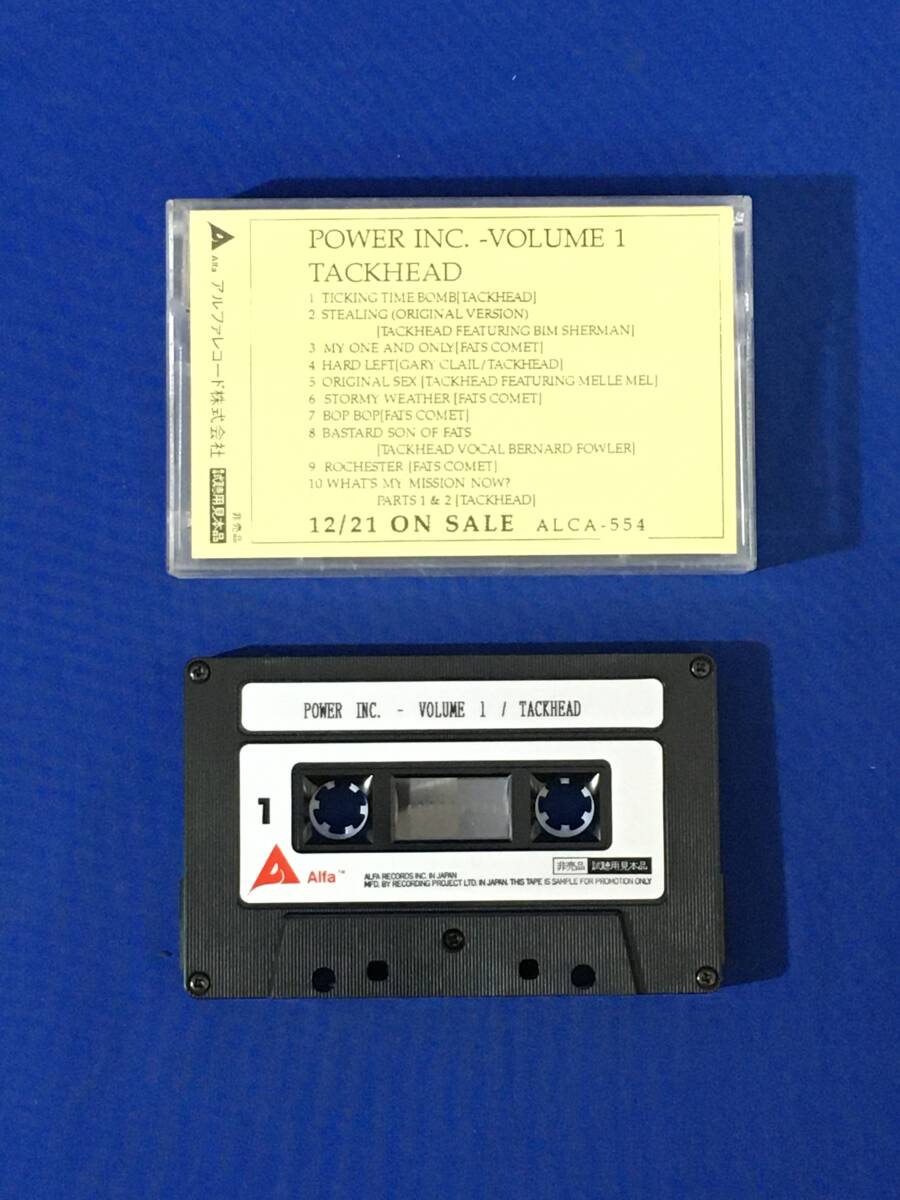 Alfa アルファレコード株式会社 試聴用見本品 非売品
POWER INC. -VOLUME 1
TACKHEAD
1 TICKING TIME BOMB[TACKHEAD]
2 STEALING (ORIGINAL VERSION)
[TACKHEAD FEATURING BIM SHERMAN]
3 MY ONE AND ONLY[FATS COMET]
4 HARD LEFT[GARY CLAIL/TACKHEAD]
5 ORIGINAL SEX [TACKHEAD FEATURING MELLE MEL]
6 STORMY WEATHER [FATS COMET]
7 BOP BOP[FATS COMET]
8 BASTARD SON OF FATS
[TACKHEAD VOCAL BERNARD FOWLER]
9 ROCHESTER [FATS COMET]
10 WHAT'S MY MISSION NOW?
PARTS 1 & 2 [TACKHEAD]
12/21 ON SALE ALCA-554
POWER INC. - VOLUME 1 / TACKHEAD
1
非売品 試聴用見本品
Alfa™
ALFA RECORDS INC. IN JAPAN
MFD. BY RECORDING PROJECT LTD. IN JAPAN. THIS TAPE IS SAMPLE FOR PROMOTION ONLY